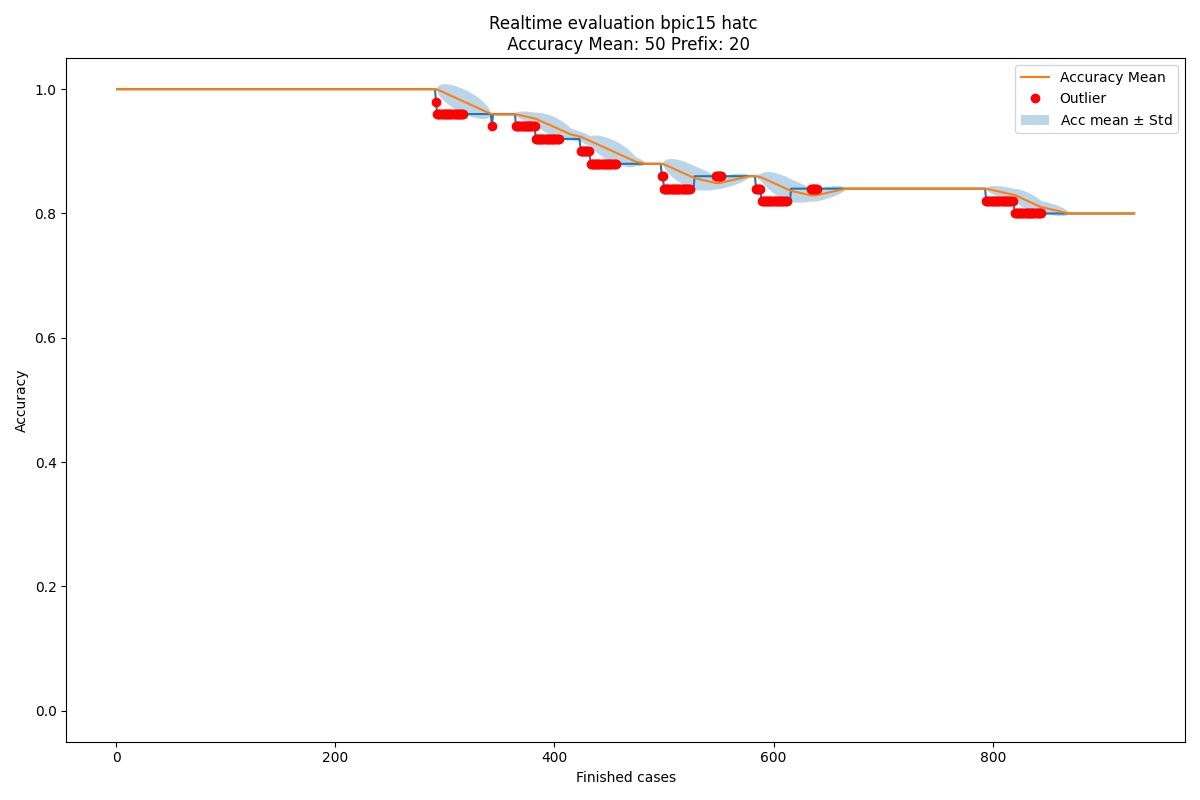 Realtime evaluation bpic15 hatc
Accuracy Mean: 50 Prefix: 20
Accuracy Mean
Outlier
Acc mean ± Std
Accuracy
1.0
0.8
0.6
0.4
0.2
0.0
0 200 400 600 800
Finished cases